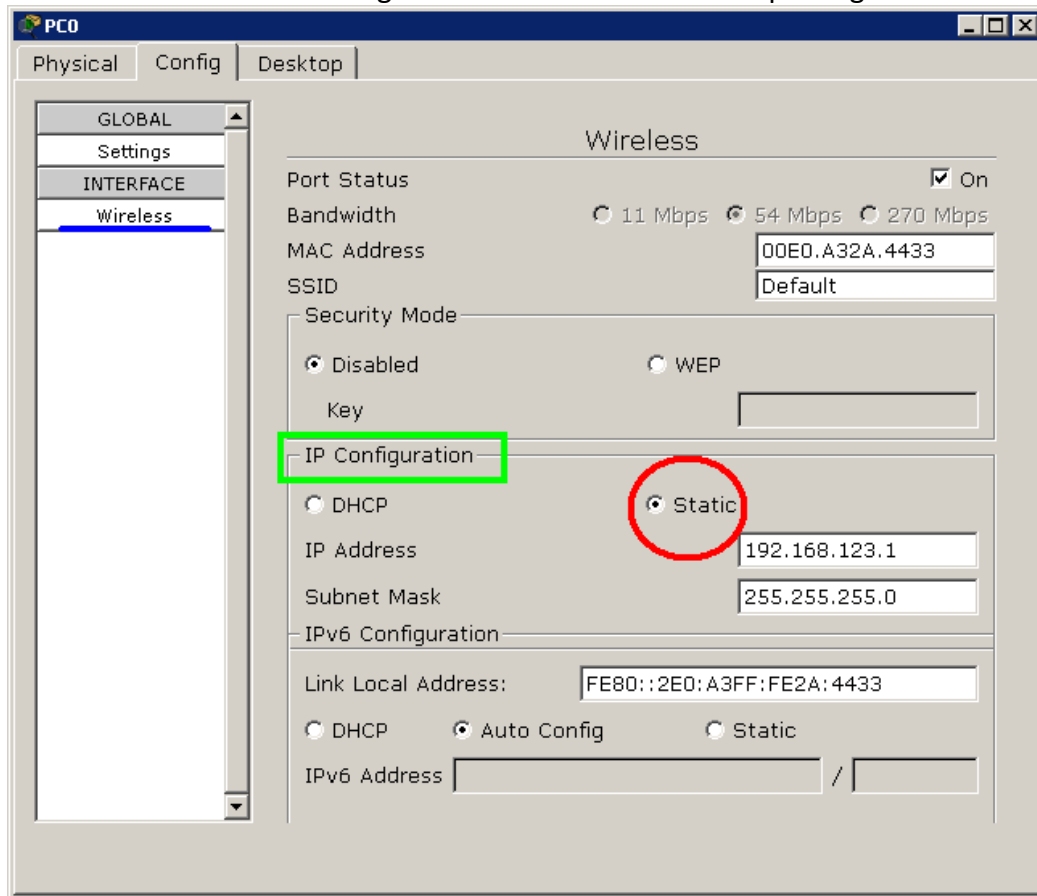 PC0
Physical Config Desktop
GLOBAL
Settings
INTERFACE
Wireless
Wireless
Port Status On
Bandwidth 11 Mbps 54 Mbps 270 Mbps
MAC Address 00E0.A32A.4433
SSID Default
Security Mode
Disabled WEP
Key
IP Configuration
DHCP Static
IP Address 192.168.123.1
Subnet Mask 255.255.255.0
IPv6 Configuration
Link Local Address: FE80::2E0:A3FF:FE2A:4433
DHCP Auto Config Static
IPv6 Address /